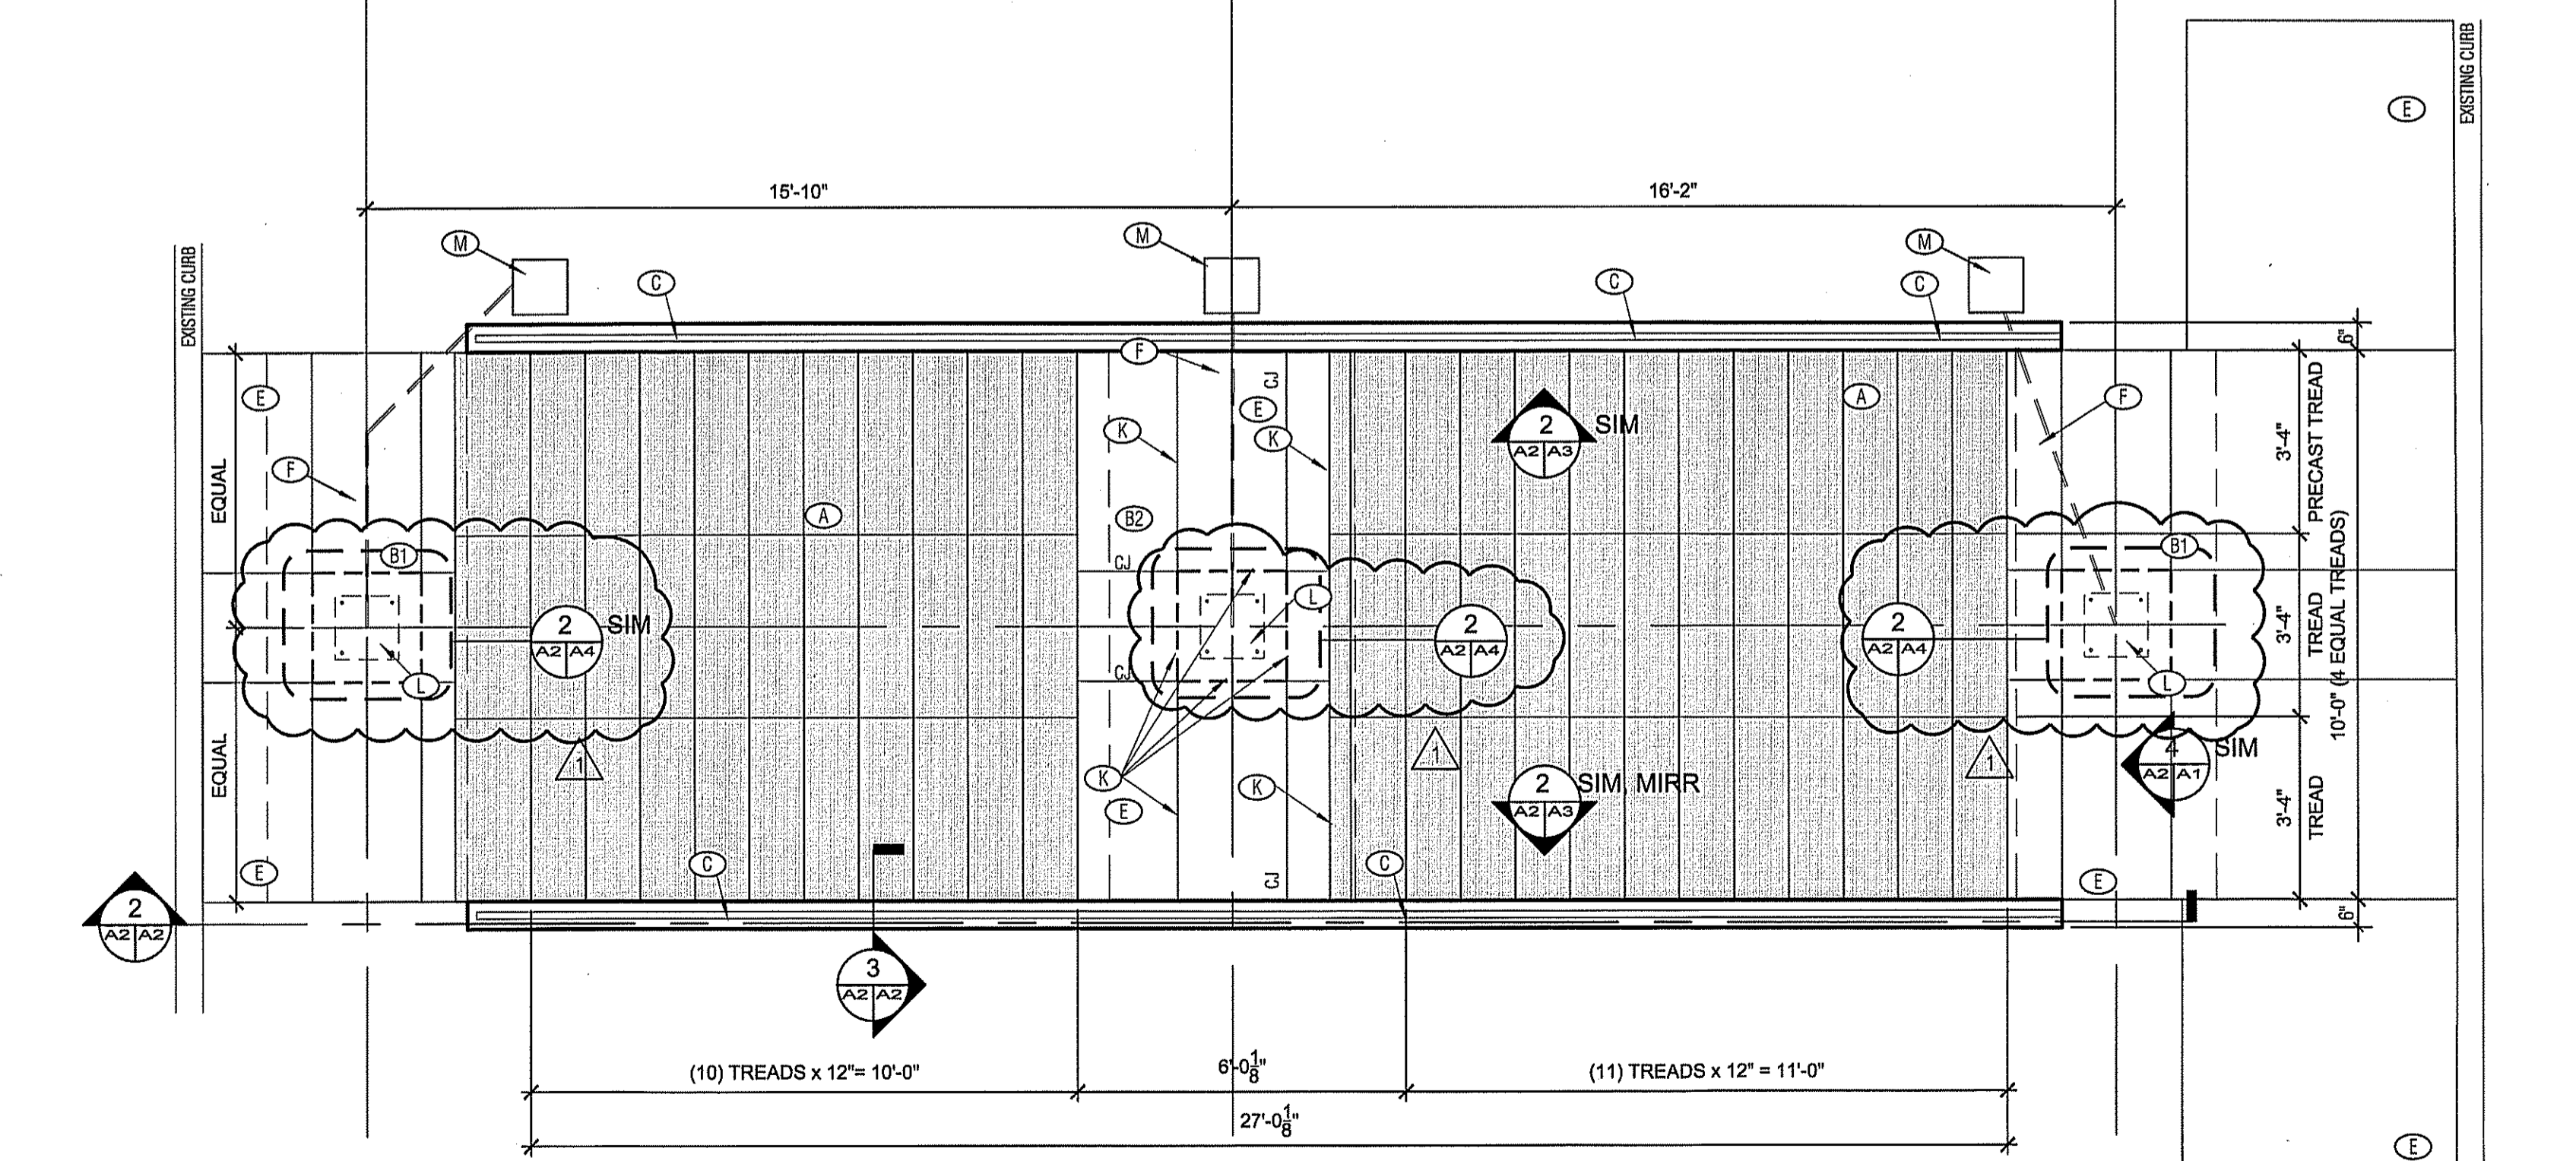 EXISTING CURB
E
15'-10"
16'-2"
M
M
M
EXISTING CURB
C
C
C
6"
F
CJ
E
E
K
K
A
F
2
A2 A3
SIM
3'-4"
PRECAST TREAD
EQUAL
F
A
B2
B1
CJ
B1
L
2
A2 A4
SIM
2
A2 A4
2
A2 A4
3'-4"
TREAD
10'-0" (4 EQUAL TREADS)
CJ
L
L
1
1
1
4
A2 A1
SIM
EQUAL
K
E
K
2
A2 A3
SIM, MIRR
3'-4"
TREAD
E
C
C
CJ
E
6"
2
A2 A2
3
A2 A2
(10) TREADS x 12"= 10'-0"
6'-0 1/8"
(11) TREADS x 12" = 11'-0"
27'-0 1/8"
E